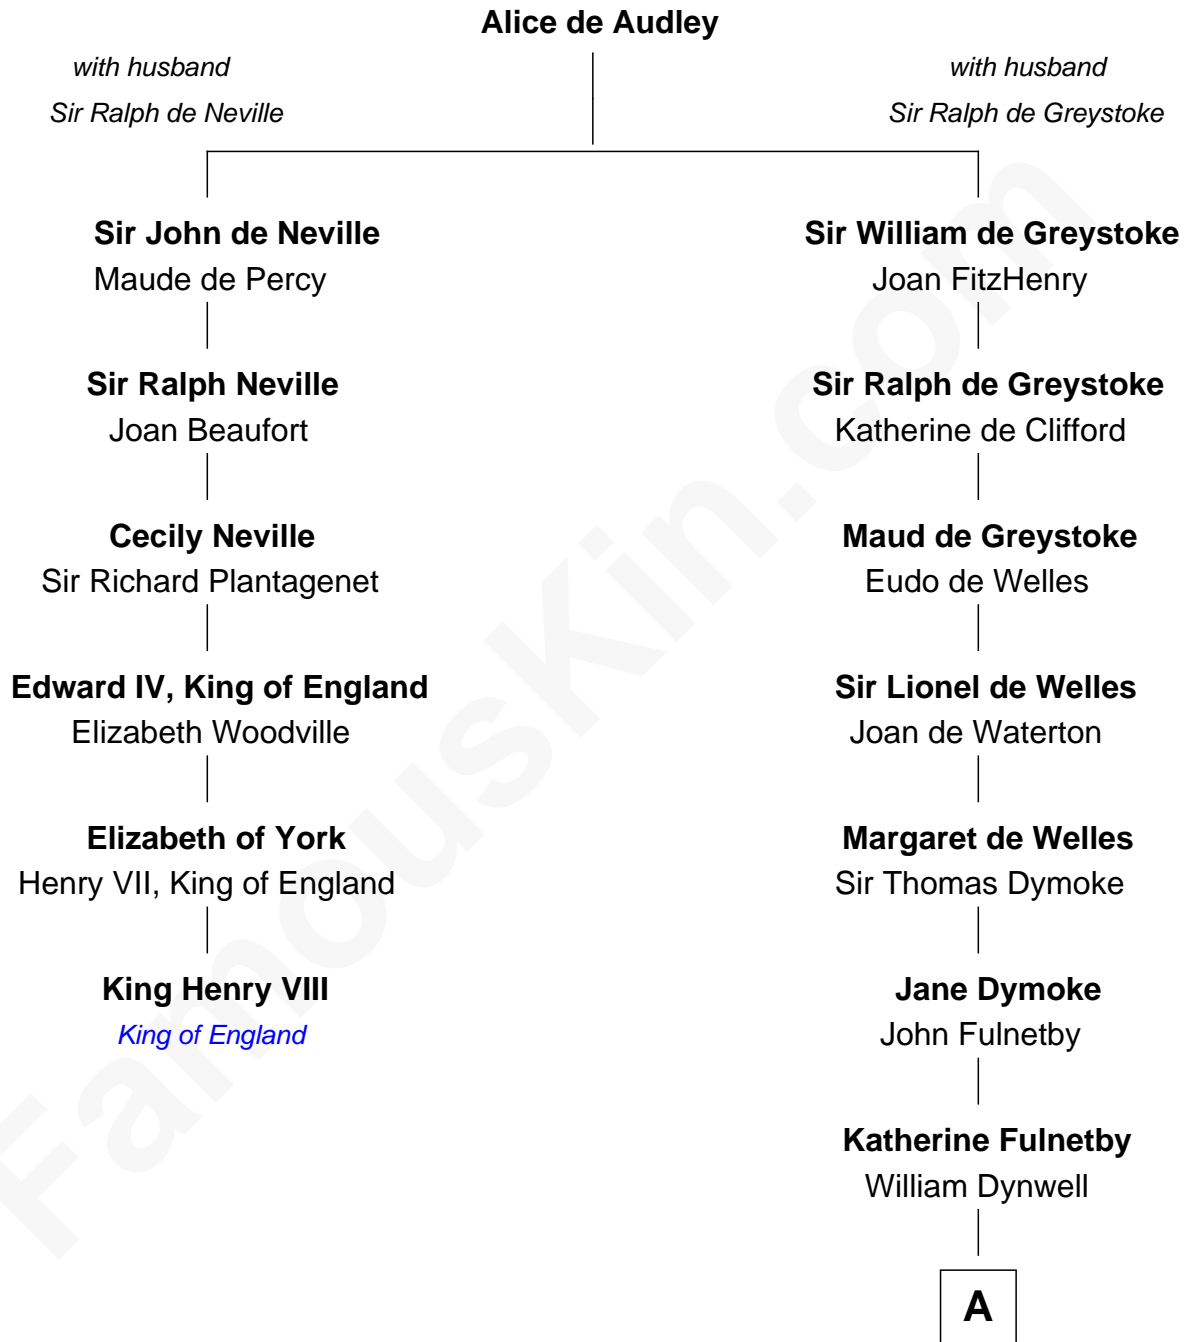 Alice de Audley
with husband
Sir Ralph de Neville
with husband
Sir Ralph de Greystoke
Sir John de Neville
Maude de Percy
Sir William de Greystoke
Joan FitzHenry
Sir Ralph Neville
Joan Beaufort
Sir Ralph de Greystoke
Katherine de Clifford
Cecily Neville
Sir Richard Plantagenet
Maud de Greystoke
Eudo de Welles
Edward IV, King of England
Elizabeth Woodville
Sir Lionel de Welles
Joan de Waterton
Elizabeth of York
Henry VII, King of England
Margaret de Welles
Sir Thomas Dymoke
King Henry VIII
King of England
Jane Dymoke
John Fulnetby
Katherine Fulnetby
William Dynwell
A
FamousKin.com